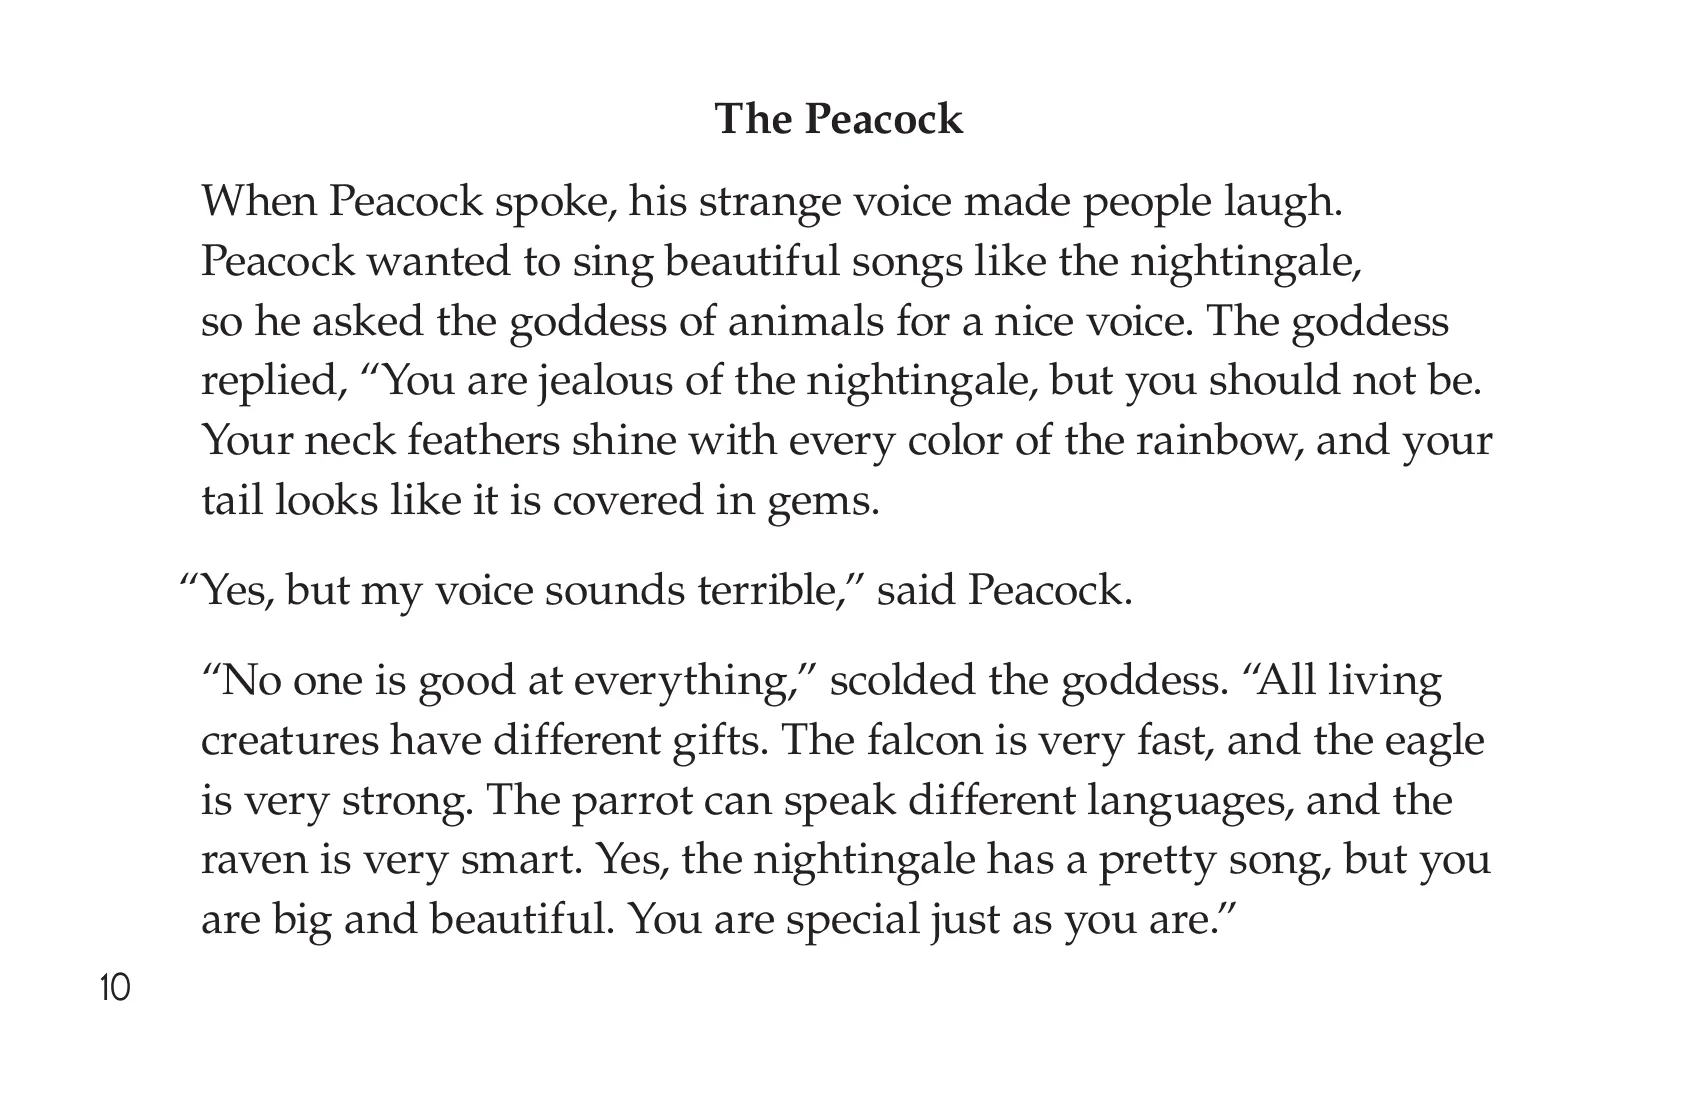 The Peacock
When Peacock spoke, his strange voice made people laugh.
Peacock wanted to sing beautiful songs like the nightingale,
so he asked the goddess of animals for a nice voice. The goddess
replied, “You are jealous of the nightingale, but you should not be.
Your neck feathers shine with every color of the rainbow, and your
tail looks like it is covered in gems.
“Yes, but my voice sounds terrible,” said Peacock.
“No one is good at everything,” scolded the goddess. “All living
creatures have different gifts. The falcon is very fast, and the eagle
is very strong. The parrot can speak different languages, and the
raven is very smart. Yes, the nightingale has a pretty song, but you
are big and beautiful. You are special just as you are.”
10